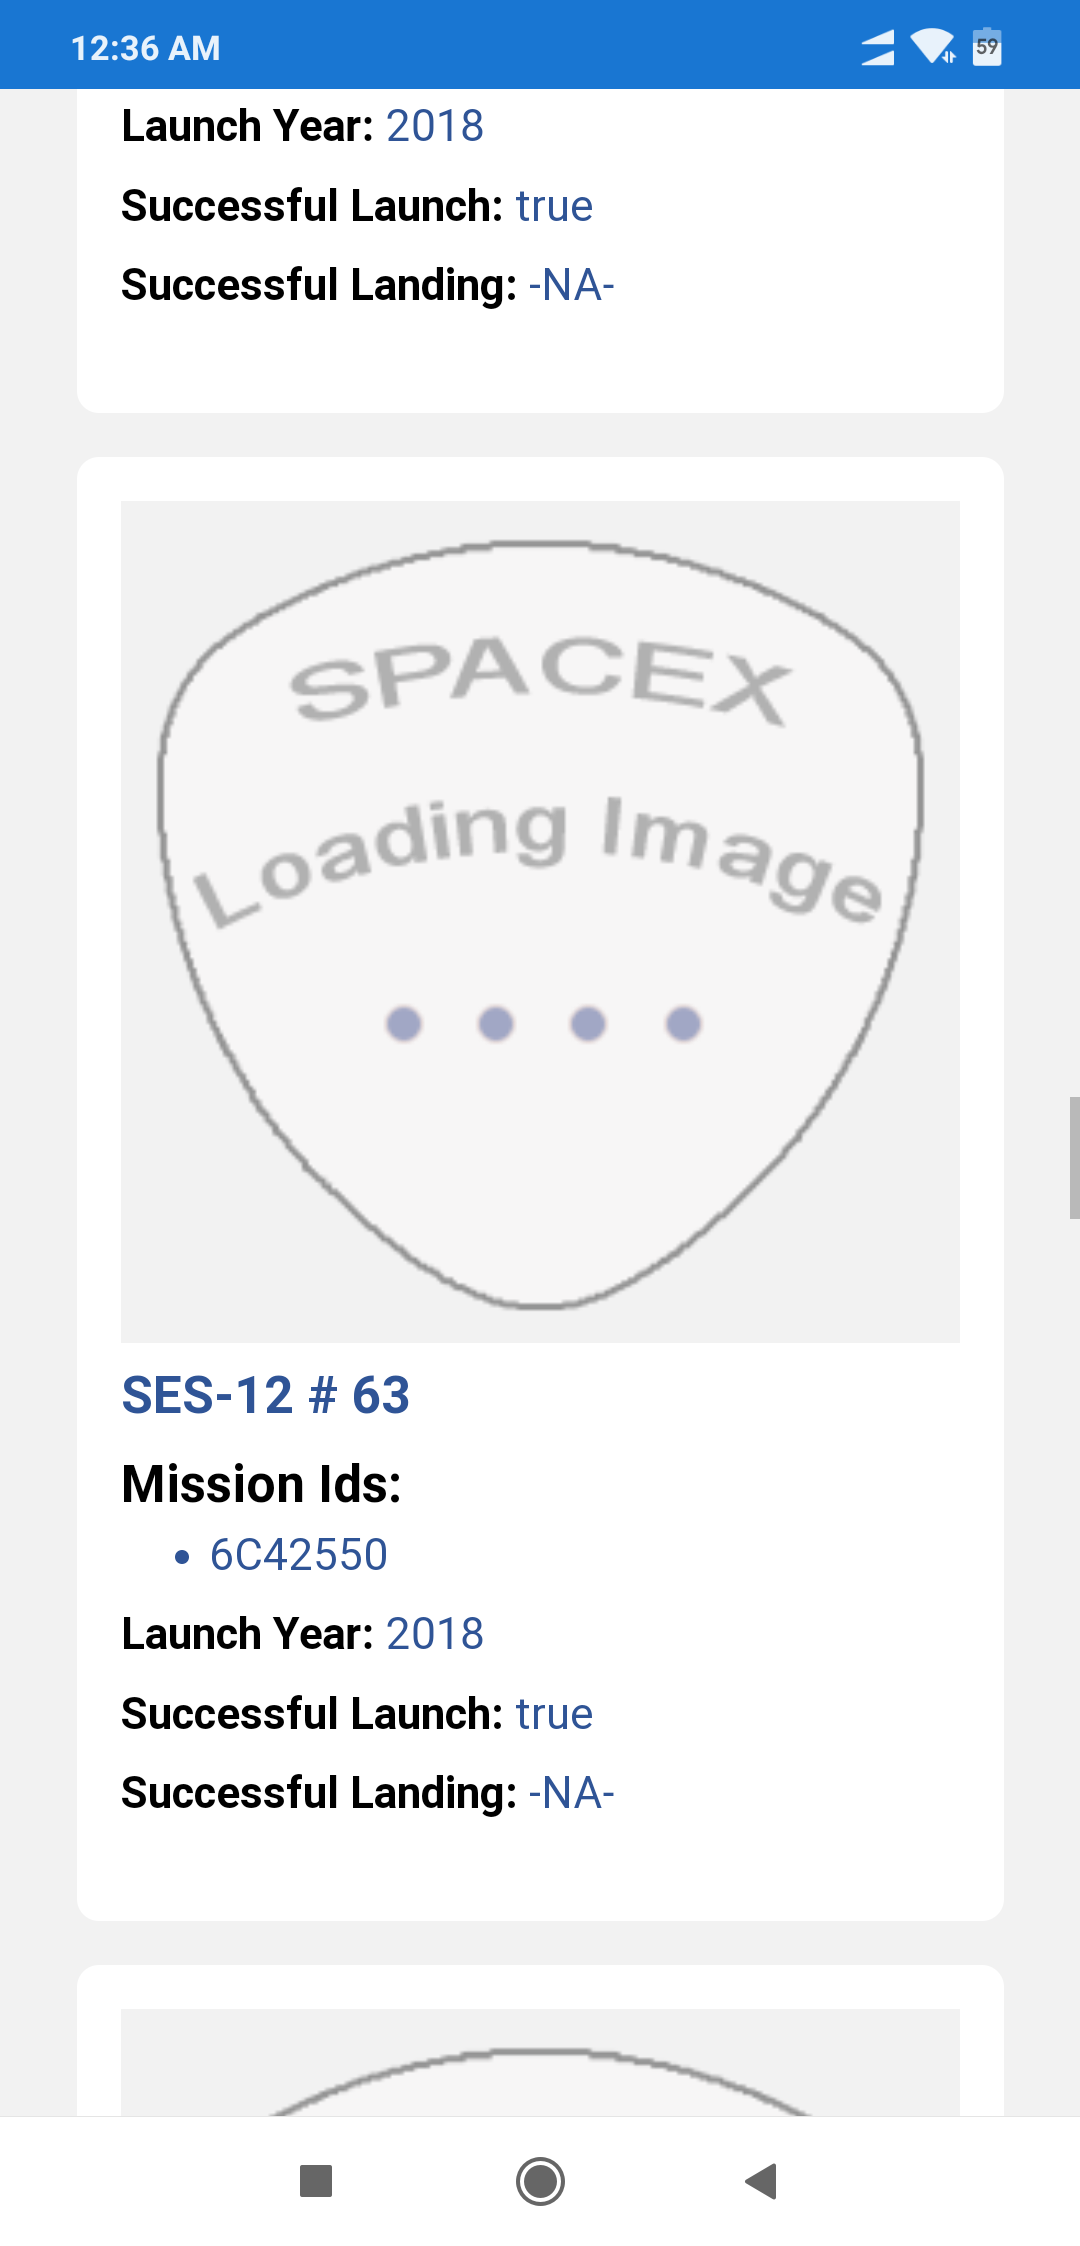 12:36 AM
59
Launch Year: 2018
Successful Launch: true
Successful Landing: -NA-
SPACEX
Loading Image
SES-12 # 63
Mission Ids:
• 6C42550
Launch Year: 2018
Successful Launch: true
Successful Landing: -NA-